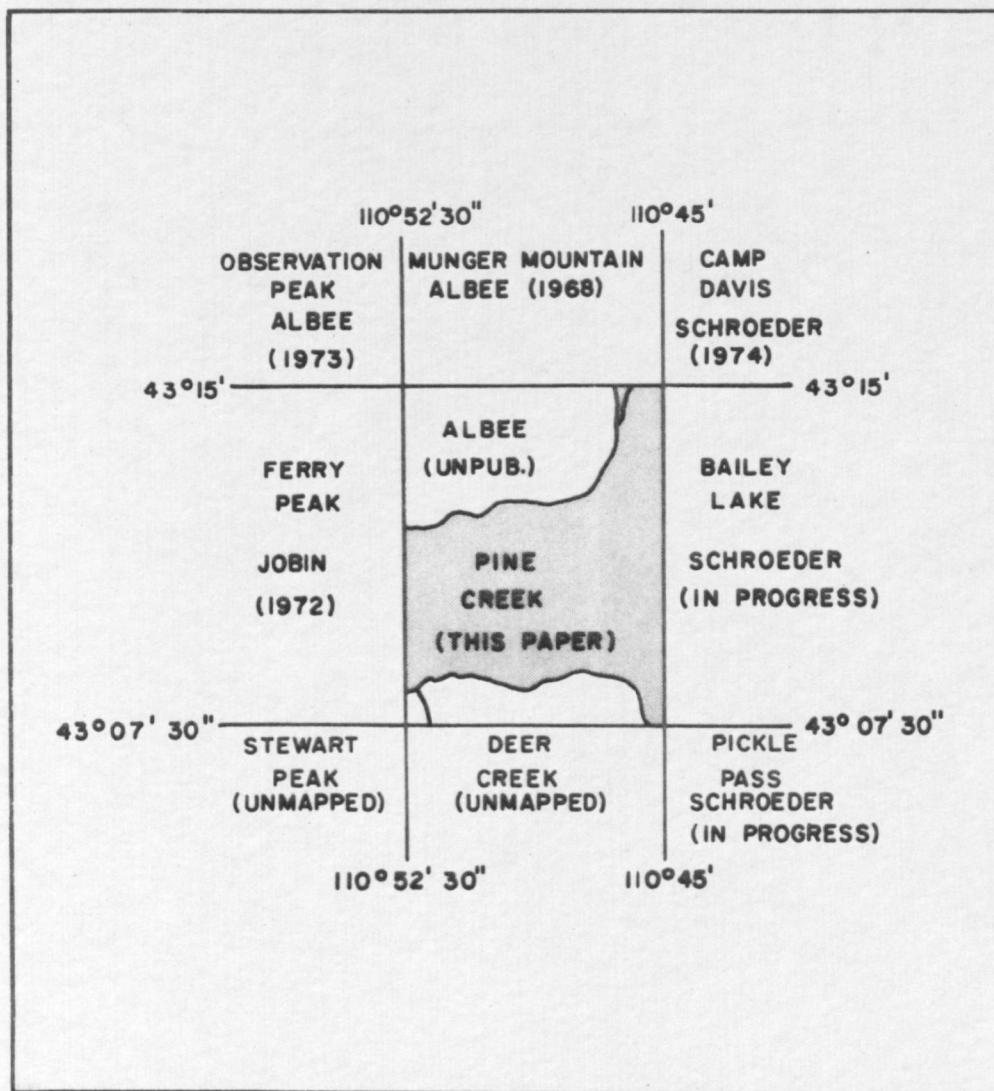 110°52'30"
110°45'
OBSERVATION
PEAK
ALBEE
(1973)
MUNGER MOUNTAIN
ALBEE (1968)
CAMP
DAVIS
SCHROEDER
(1974)
43°15'
43°15'
FERRY
PEAK
JOBIN
(1972)
ALBEE
(UNPUB.)
PINE
CREEK
(THIS PAPER)
BAILEY
LAKE
SCHROEDER
(IN PROGRESS)
43°07'30"
43°07'30"
STEWART
PEAK
(UNMAPPED)
DEER
CREEK
(UNMAPPED)
PICKLE
PASS
SCHROEDER
(IN PROGRESS)
110°52'30"
110°45'